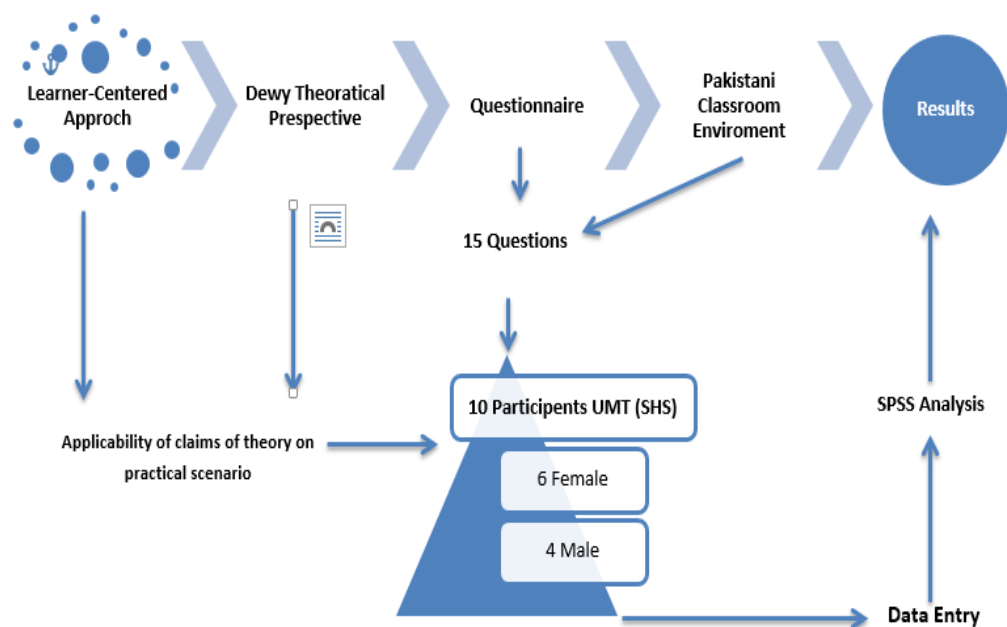 Learner-Centered
Approch
Dewy Theoratical
Prespective
Questionnaire
Pakistani
Classroom
Enviroment
Results
15 Questions
10 Participents UMT (SHS)
6 Female
4 Male
Applicability of claims of theory on
practical scenario
SPSS Analysis
Data Entry